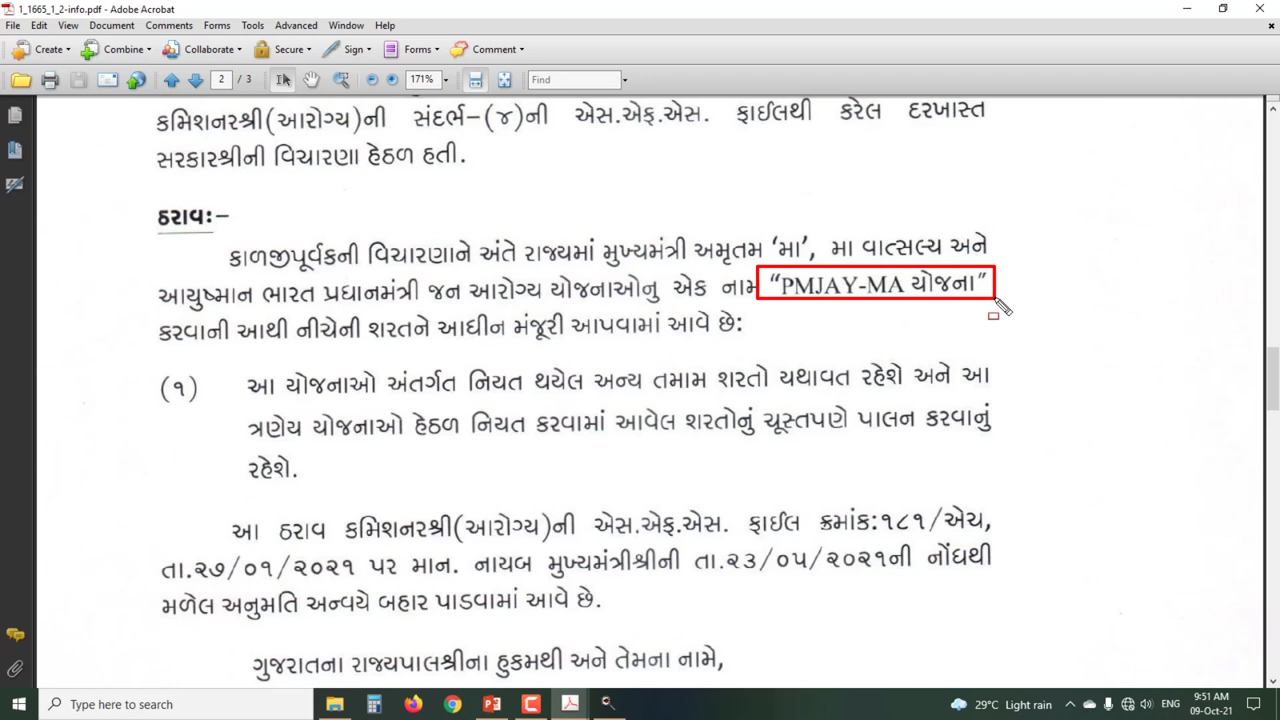 1_1665_1_2-info.pdf - Adobe Acrobat
File Edit View Document Comments Forms Tools Advanced Window Help
Create Combine Collaborate Secure Sign Forms Comment
2 / 3 171% Find
કમિશનરશ્રી(આરોગ્ય)ની સંદર્ભ-(૪)ની એસ.એફ.એસ. ફાઈલથી કરેલ દરખાસ્ત
સરકારશ્રીની વિચારણા હેઠળ હતી.
ઠરાવઃ-
કાળજીપૂર્વકની વિચારણાને અંતે રાજ્યમાં મુખ્યમંત્રી અમૃતમ ‘મા’, મા વાત્સલ્ય અને
આયુષ્માન ભારત પ્રધાનમંત્રી જન આરોગ્ય યોજનાઓનુ એક નામ “PMJAY-MA યોજના”
કરવાની આથી નીચેની શરતને આધીન મંજૂરી આપવામાં આવે છે:
(૧) આ યોજનાઓ અંતર્ગત નિયત થયેલ અન્ય તમામ શરતો યથાવત રહેશે અને આ
ત્રણેય યોજનાઓ હેઠળ નિયત કરવામાં આવેલ શરતોનું ચૂસ્તપણે પાલન કરવાનું
રહેશે.
આ ઠરાવ કમિશનરશ્રી(આરોગ્ય)ની એસ.એફ.એસ. ફાઈલ ક્રમાંક:૧૮૧/એચ,
તા.૨૭/૦૧/૨૦૨૧ પર માન. નાયબ મુખ્યમંત્રીશ્રીની તા.૨૩/૦૫/૨૦૨૧ની નોંધથી
મળેલ અનુમતિ અન્વયે બહાર પાડવામાં આવે છે.
ગુજરાતના રાજ્યપાલશ્રીના હુકમથી અને તેમના નામે,
Type here to search 29°C Light rain ENG 9:51 AM
09-Oct-21